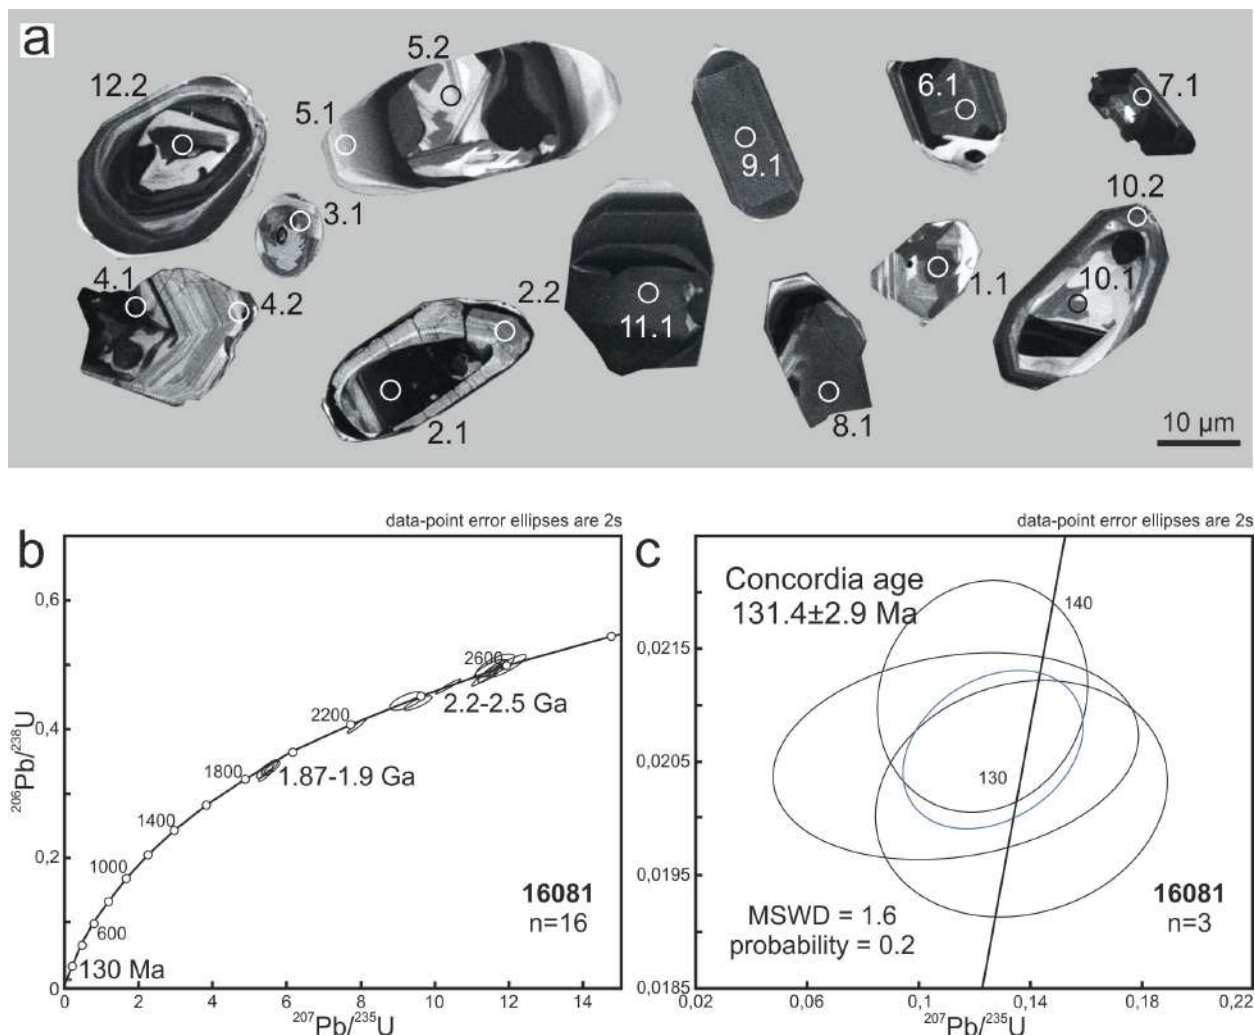 a
12.2
5.2
5.1
3.1
4.1
4.2
2.2
2.1
9.1
11.1
6.1
7.1
10.2
1.1
10.1
8.1
10 µm
b
data-point error ellipses are 2s
0,6
0,4
0,2
0
²⁰⁶Pb/²³⁸U
2600
2.2-2.5 Ga
2200
1800
1.87-1.9 Ga
1400
1000
600
130 Ma
16081
n=16
0 2 4 6 8 10 12 14
²⁰⁷Pb/²³⁵U
c
data-point error ellipses are 2s
Concordia age
131.4±2.9 Ma
140
130
0,0215
0,0205
0,0195
0,0185
²⁰⁶Pb/²³⁸U
MSWD = 1.6
probability = 0.2
16081
n=3
0.02 0,06 0,1 0,14 0,18 0,22
²⁰⁷Pb/²³⁵U